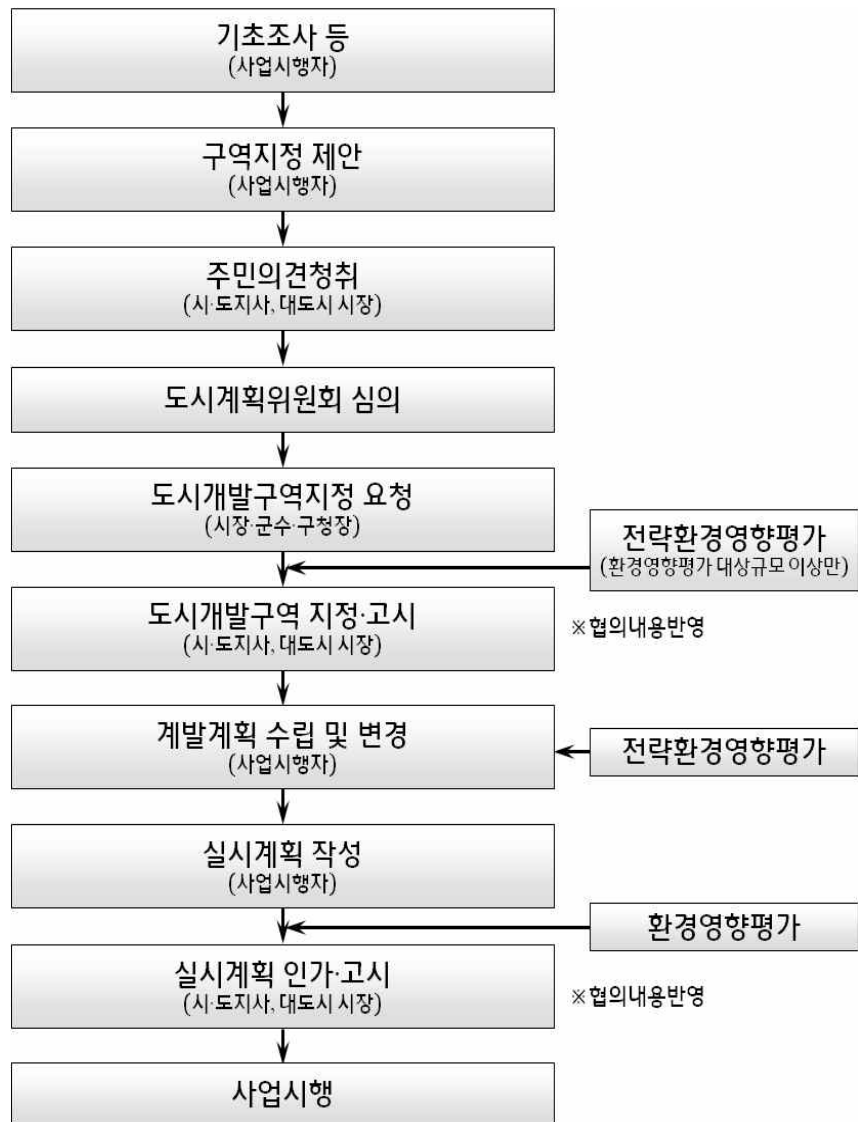 기초조사 등
(사업시행자)
구역지정 제안
(사업시행자)
주민의견청취
(시·도지사, 대도시 시장)
도시계획위원회 심의
도시개발구역지정 요청
(시장·군수·구청장)
전략환경영향평가
(환경영향평가 대상규모 이상만)
도시개발구역 지정·고시
(시·도지사, 대도시 시장)
※협의내용반영
계발계획 수립 및 변경
(사업시행자)
전략환경영향평가
실시계획 작성
(사업시행자)
환경영향평가
실시계획 인가·고시
(시·도지사, 대도시 시장)
※협의내용반영
사업시행